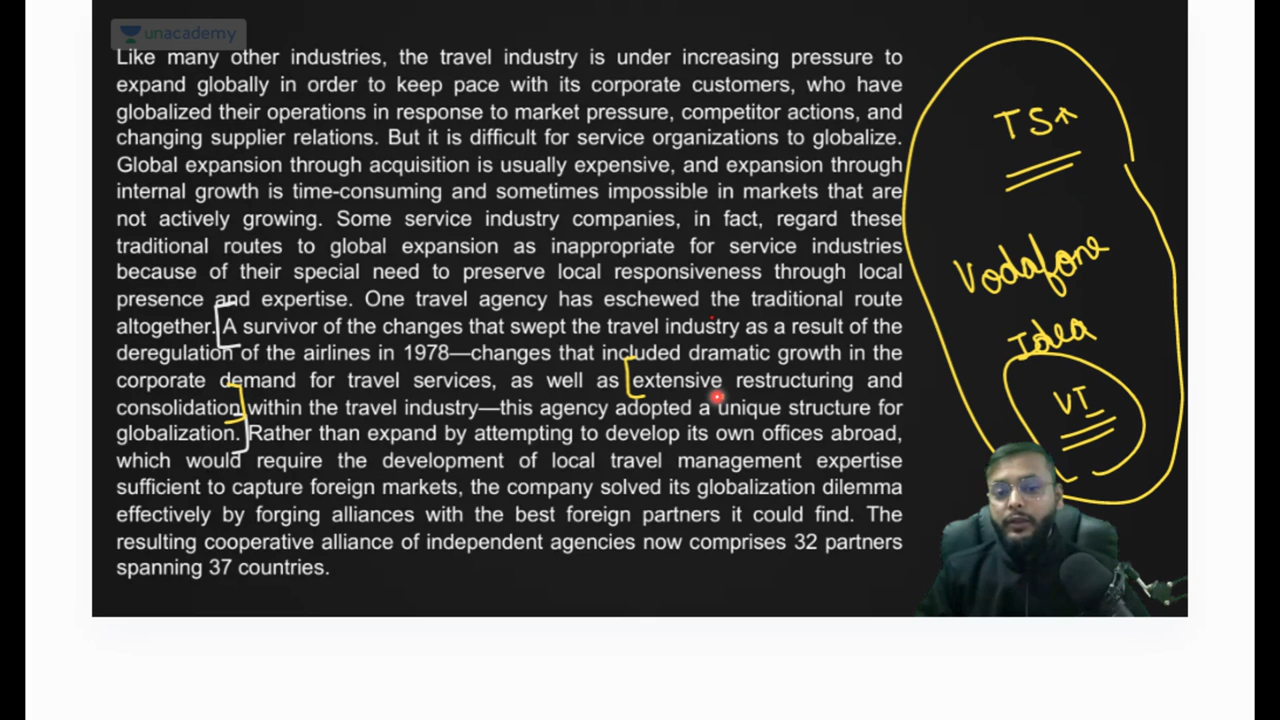 unacademy
Like many other industries, the travel industry is under increasing pressure to
expand globally in order to keep pace with its corporate customers, who have
globalized their operations in response to market pressure, competitor actions, and
changing supplier relations. But it is difficult for service organizations to globalize.
Global expansion through acquisition is usually expensive, and expansion through
internal growth is time-consuming and sometimes impossible in markets that are
not actively growing. Some service industry companies, in fact, regard these
traditional routes to global expansion as inappropriate for service industries
because of their special need to preserve local responsiveness through local
presence and expertise. One travel agency has eschewed the traditional route
altogether. A survivor of the changes that swept the travel industry as a result of the
deregulation of the airlines in 1978—changes that included dramatic growth in the
corporate demand for travel services, as well as extensive restructuring and
consolidation within the travel industry—this agency adopted a unique structure for
globalization. Rather than expand by attempting to develop its own offices abroad,
which would require the development of local travel management expertise
sufficient to capture foreign markets, the company solved its globalization dilemma
effectively by forging alliances with the best foreign partners it could find. The
resulting cooperative alliance of independent agencies now comprises 32 partners
spanning 37 countries.
TS↑
Vodafone
Idea
VI